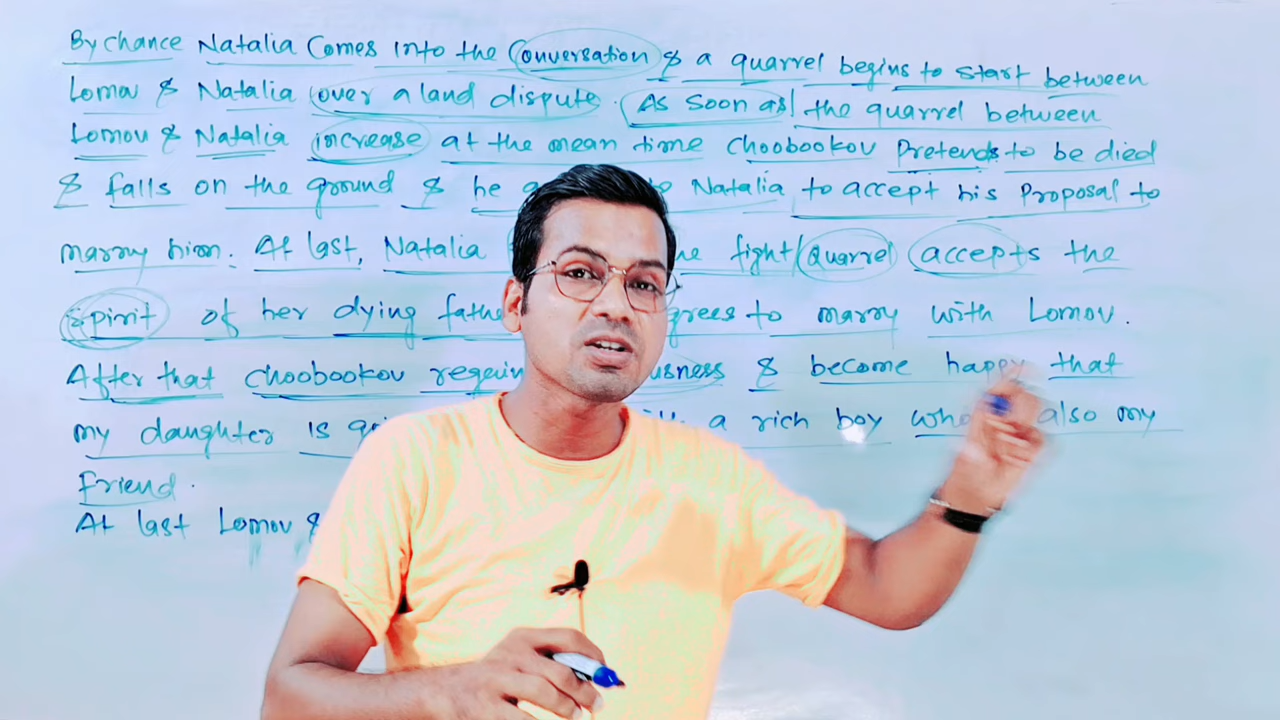 By chance Natalia Comes into the Conversation & a quarrel begins to start between
Lomov & Natalia over a land dispute. As soon as the quarrel between
Lomov & Natalia increase at the mean time Choobookov Pretends to be died
& falls on the ground & he Natalia to accept his Proposal to
marry him. At last, Natalia fight/quarrel accepts the
spirit of her dying to marry with Lomov.
After that choobookov & become happy that
my daughter is a rich boy also my
friend.
At last Lomov &